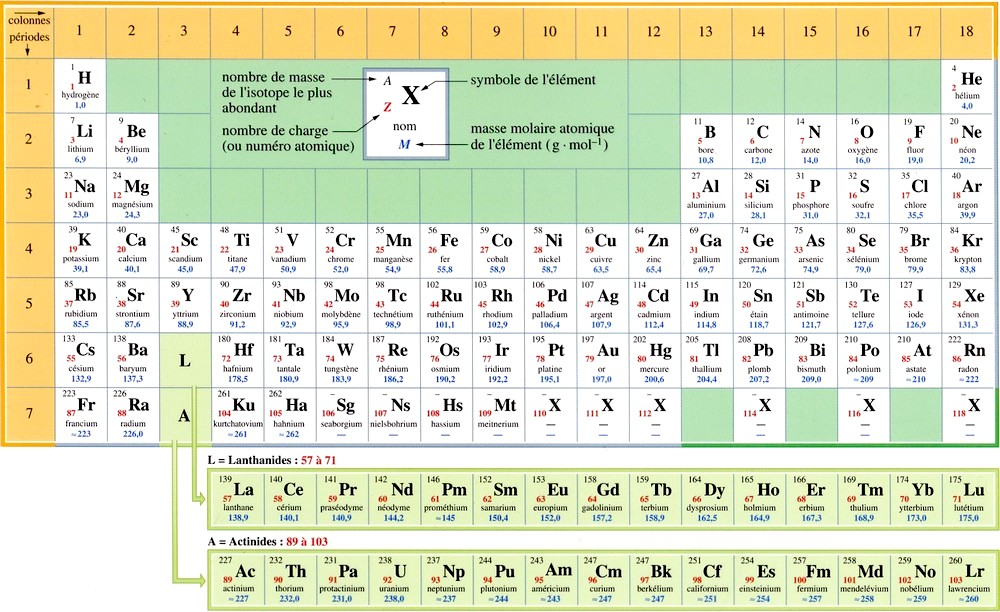 colonnes 1 2 3 4 5 6 7 8 9 10 11 12 13 14 15 16 17 18
périodes
1
1 4
H He
1 2
hydrogène hélium
1,0 4,0
nombre de masse de l'isotope le plus abondant
A
X
symbole de l'élément
nombre de charge (ou numéro atomique)
Z
nom
masse molaire atomique de l'élément (g · mol⁻¹)
M
2
7 9 11 12 14 16 19 20
Li Be B C N O F Ne
3 4 5 6 7 8 9 10
lithium béryllium bore carbone azote oxygène fluor néon
6,9 9,0 10,8 12,0 14,0 16,0 19,0 20,2
3
23 24 27 28 31 32 35 40
Na Mg Al Si P S Cl Ar
11 12 13 14 15 16 17 18
sodium magnésium aluminium silicium phosphore soufre chlore argon
23,0 24,3 27,0 28,1 31,0 32,1 35,5 39,9
4
39 40 45 48 51 52 55 56 59 58 63 64 69 74 75 80 79 84
K Ca Sc Ti V Cr Mn Fe Co Ni Cu Zn Ga Ge As Se Br Kr
19 20 21 22 23 24 25 26 27 28 29 30 31 32 33 34 35 36
potassium calcium scandium titane vanadium chrome manganèse fer cobalt nickel cuivre zinc gallium germanium arsenic sélénium brome krypton
39,1 40,1 45,0 47,9 50,9 52,0 54,9 55,8 58,9 58,7 63,5 65,4 69,7 72,6 74,9 79,0 79,9 83,8
5
85 88 89 90 93 98 98 102 103 106 107 114 115 120 121 130 127 129
Rb Sr Y Zr Nb Mo Tc Ru Rh Pd Ag Cd In Sn Sb Te I Xe
37 38 39 40 41 42 43 44 45 46 47 48 49 50 51 52 53 54
rubidium strontium yttrium zirconium niobium molybdène technétium ruthénium rhodium palladium argent cadmium indium étain antimoine tellure iode xénon
85,5 87,6 88,9 91,2 92,9 95,9 98,9 101,1 102,9 106,4 107,9 112,4 114,8 118,7 121,7 127,6 126,9 131,3
6
133 138 180 181 184 187 192 193 195 197 202 205 208 209 210 210 222
Cs Ba L Hf Ta W Re Os Ir Pt Au Hg Tl Pb Bi Po At Rn
55 56 72 73 74 75 76 77 78 79 80 81 82 83 84 85 86
césium baryum hafnium tantale tungstène rhénium osmium iridium platine or mercure thallium plomb bismuth polonium astate radon
132,9 137,3 178,5 180,9 183,9 186,2 190,2 192,2 195,1 197,0 200,6 204,4 207,2 209,0 ≈ 209 ≈ 210 ≈ 222
7
223 226 261 262
Fr Ra A Ku Ha Sg Ns Hs Mt X X X X X X
87 88 104 105 106 107 108 109 110 111 112 114 116 118
francium radium kurtchatovium hahnium seaborgium nielsbohrium hassium meitnerium
≈ 223 226,0 ≈ 261 ≈ 262
L = Lanthanides : 57 à 71
139 140 141 142 146 152 153 158 159 164 165 166 169 174 175
La Ce Pr Nd Pm Sm Eu Gd Tb Dy Ho Er Tm Yb Lu
57 58 59 60 61 62 63 64 65 66 67 68 69 70 71
lanthane cérium praséodyme néodyme prométhium samarium europium gadolinium terbium dysprosium holmium erbium thulium ytterbium lutétium
138,9 140,1 140,9 144,2 ≈ 145 150,4 152,0 157,2 158,9 162,5 164,9 167,3 168,9 173,0 175,0
A = Actinides : 89 à 103
227 232 231 238 237 244 243 247 247 251 254 257 258 259 260
Ac Th Pa U Np Pu Am Cm Bk Cf Es Fm Md No Lr
89 90 91 92 93 94 95 96 97 98 99 100 101 102 103
actinium thorium protactinium uranium neptunium plutonium américium curium berkélium californium einsteinium fermium mendelévium nobélium lawrencium
≈ 227 232,0 231,0 238,0 ≈ 237 ≈ 244 ≈ 243 ≈ 247 ≈ 247 ≈ 251 ≈ 254 ≈ 257 ≈ 258 ≈ 259 ≈ 260